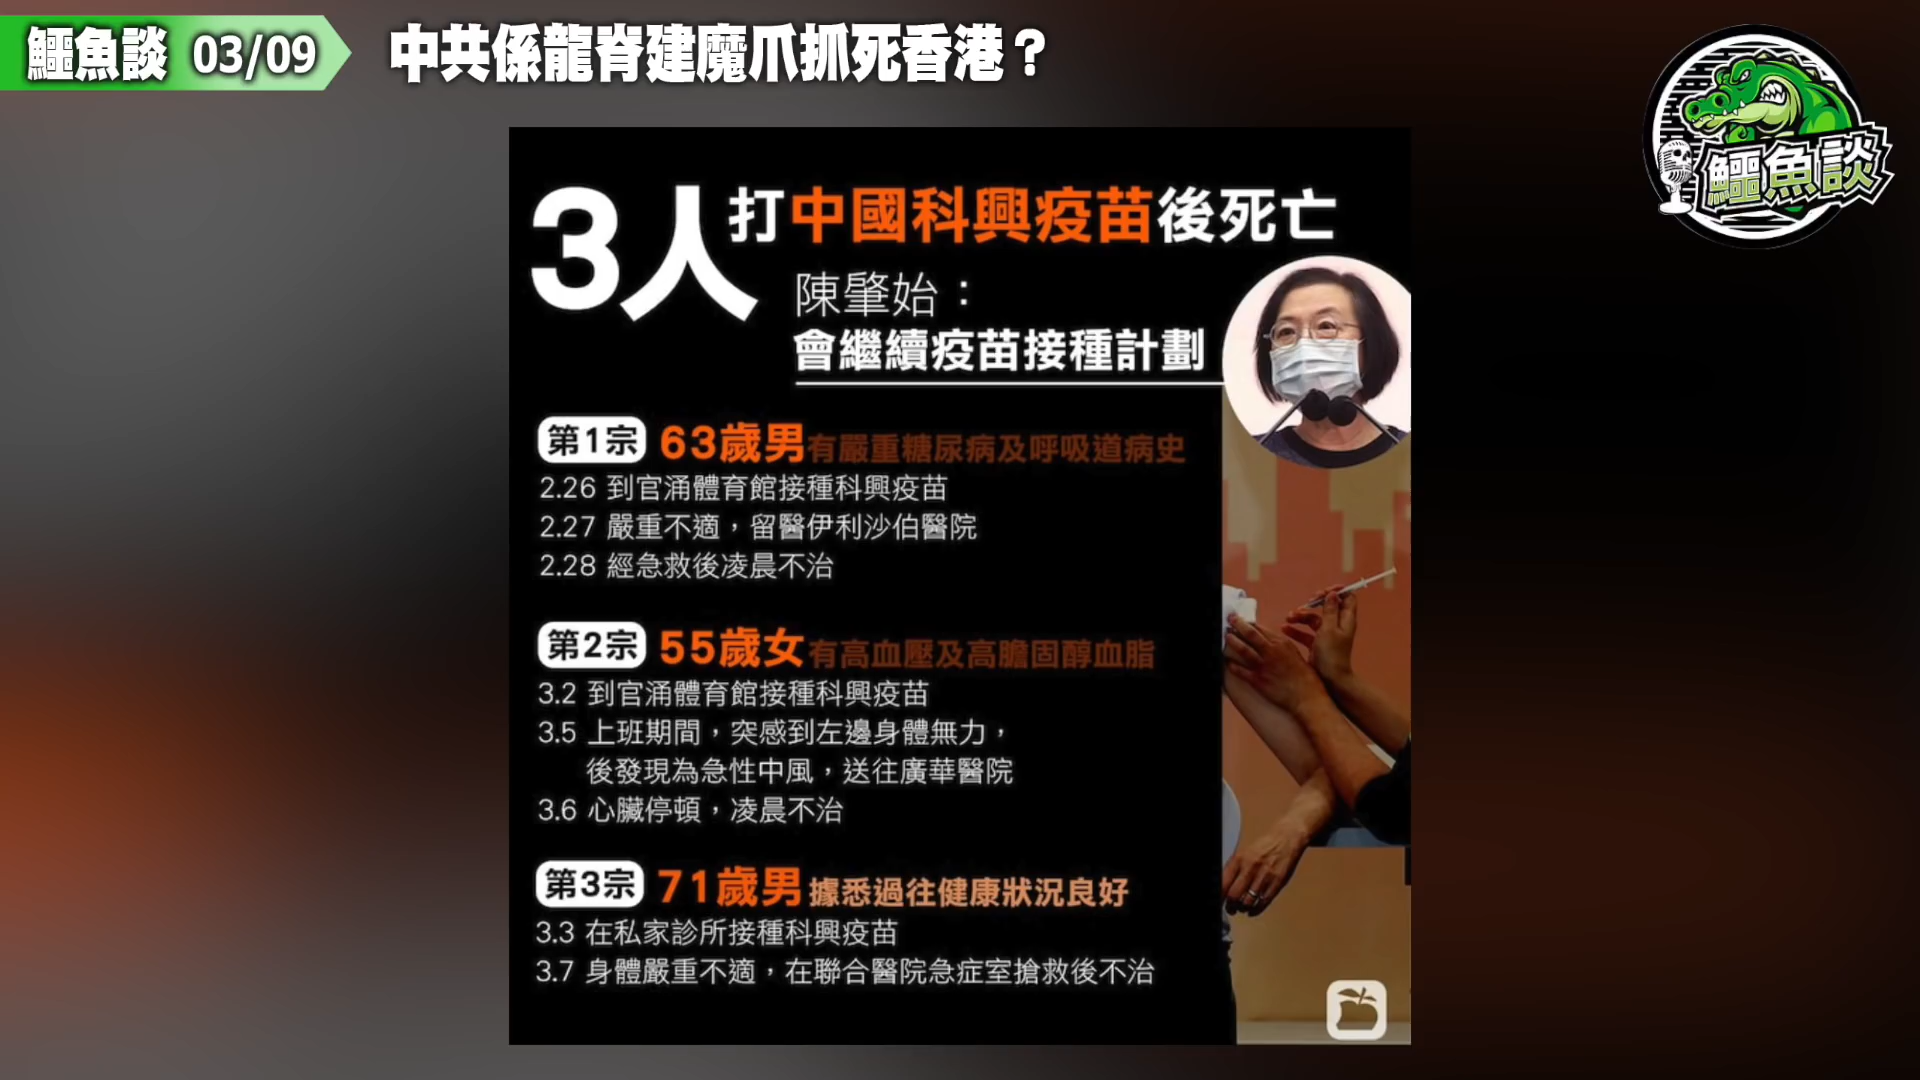 鱷魚談 03/09 中共係龍脊建魔爪抓死香港？
鱷魚談
3人打中國科興疫苗後死亡
陳肇始：
會繼續疫苗接種計劃
第1宗 63歲男有嚴重糖尿病及呼吸道病史
2.26 到官涌體育館接種科興疫苗
2.27 嚴重不適，留醫伊利沙伯醫院
2.28 經急救後凌晨不治
第2宗 55歲女有高血壓及高膽固醇血脂
3.2 到官涌體育館接種科興疫苗
3.5 上班期間，突感到左邊身體無力，
後發現為急性中風，送往廣華醫院
3.6 心臟停頓，凌晨不治
第3宗 71歲男據悉過往健康狀況良好
3.3 在私家診所接種科興疫苗
3.7 身體嚴重不適，在聯合醫院急症室搶救後不治